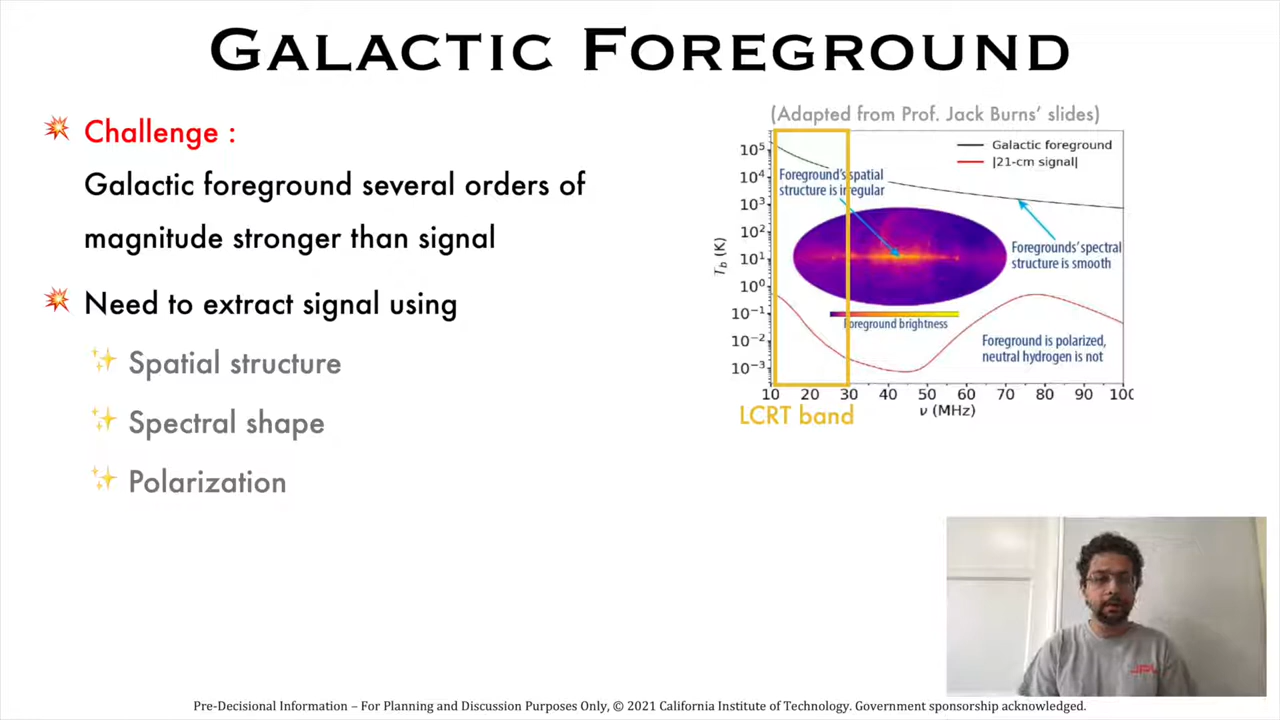 GALACTIC FOREGROUND
Challenge :
Galactic foreground several orders of
magnitude stronger than signal
Need to extract signal using
Spatial structure
Spectral shape
Polarization
(Adapted from Prof. Jack Burns' slides)
Galactic foreground
|21-cm signal|
Foreground's spatial
structure is irregular
Foregrounds' spectral
structure is smooth
Foreground brightness
Foreground is polarized,
neutral hydrogen is not
T_b (K)
10⁵
10⁴
10³
10²
10¹
10⁰
10⁻¹
10⁻²
10⁻³
10 20 30 40 50 60 70 80 90 100
ν (MHz)
LCRT band
JPL
Pre-Decisional Information – For Planning and Discussion Purposes Only, © 2021 California Institute of Technology. Government sponsorship acknowledged.